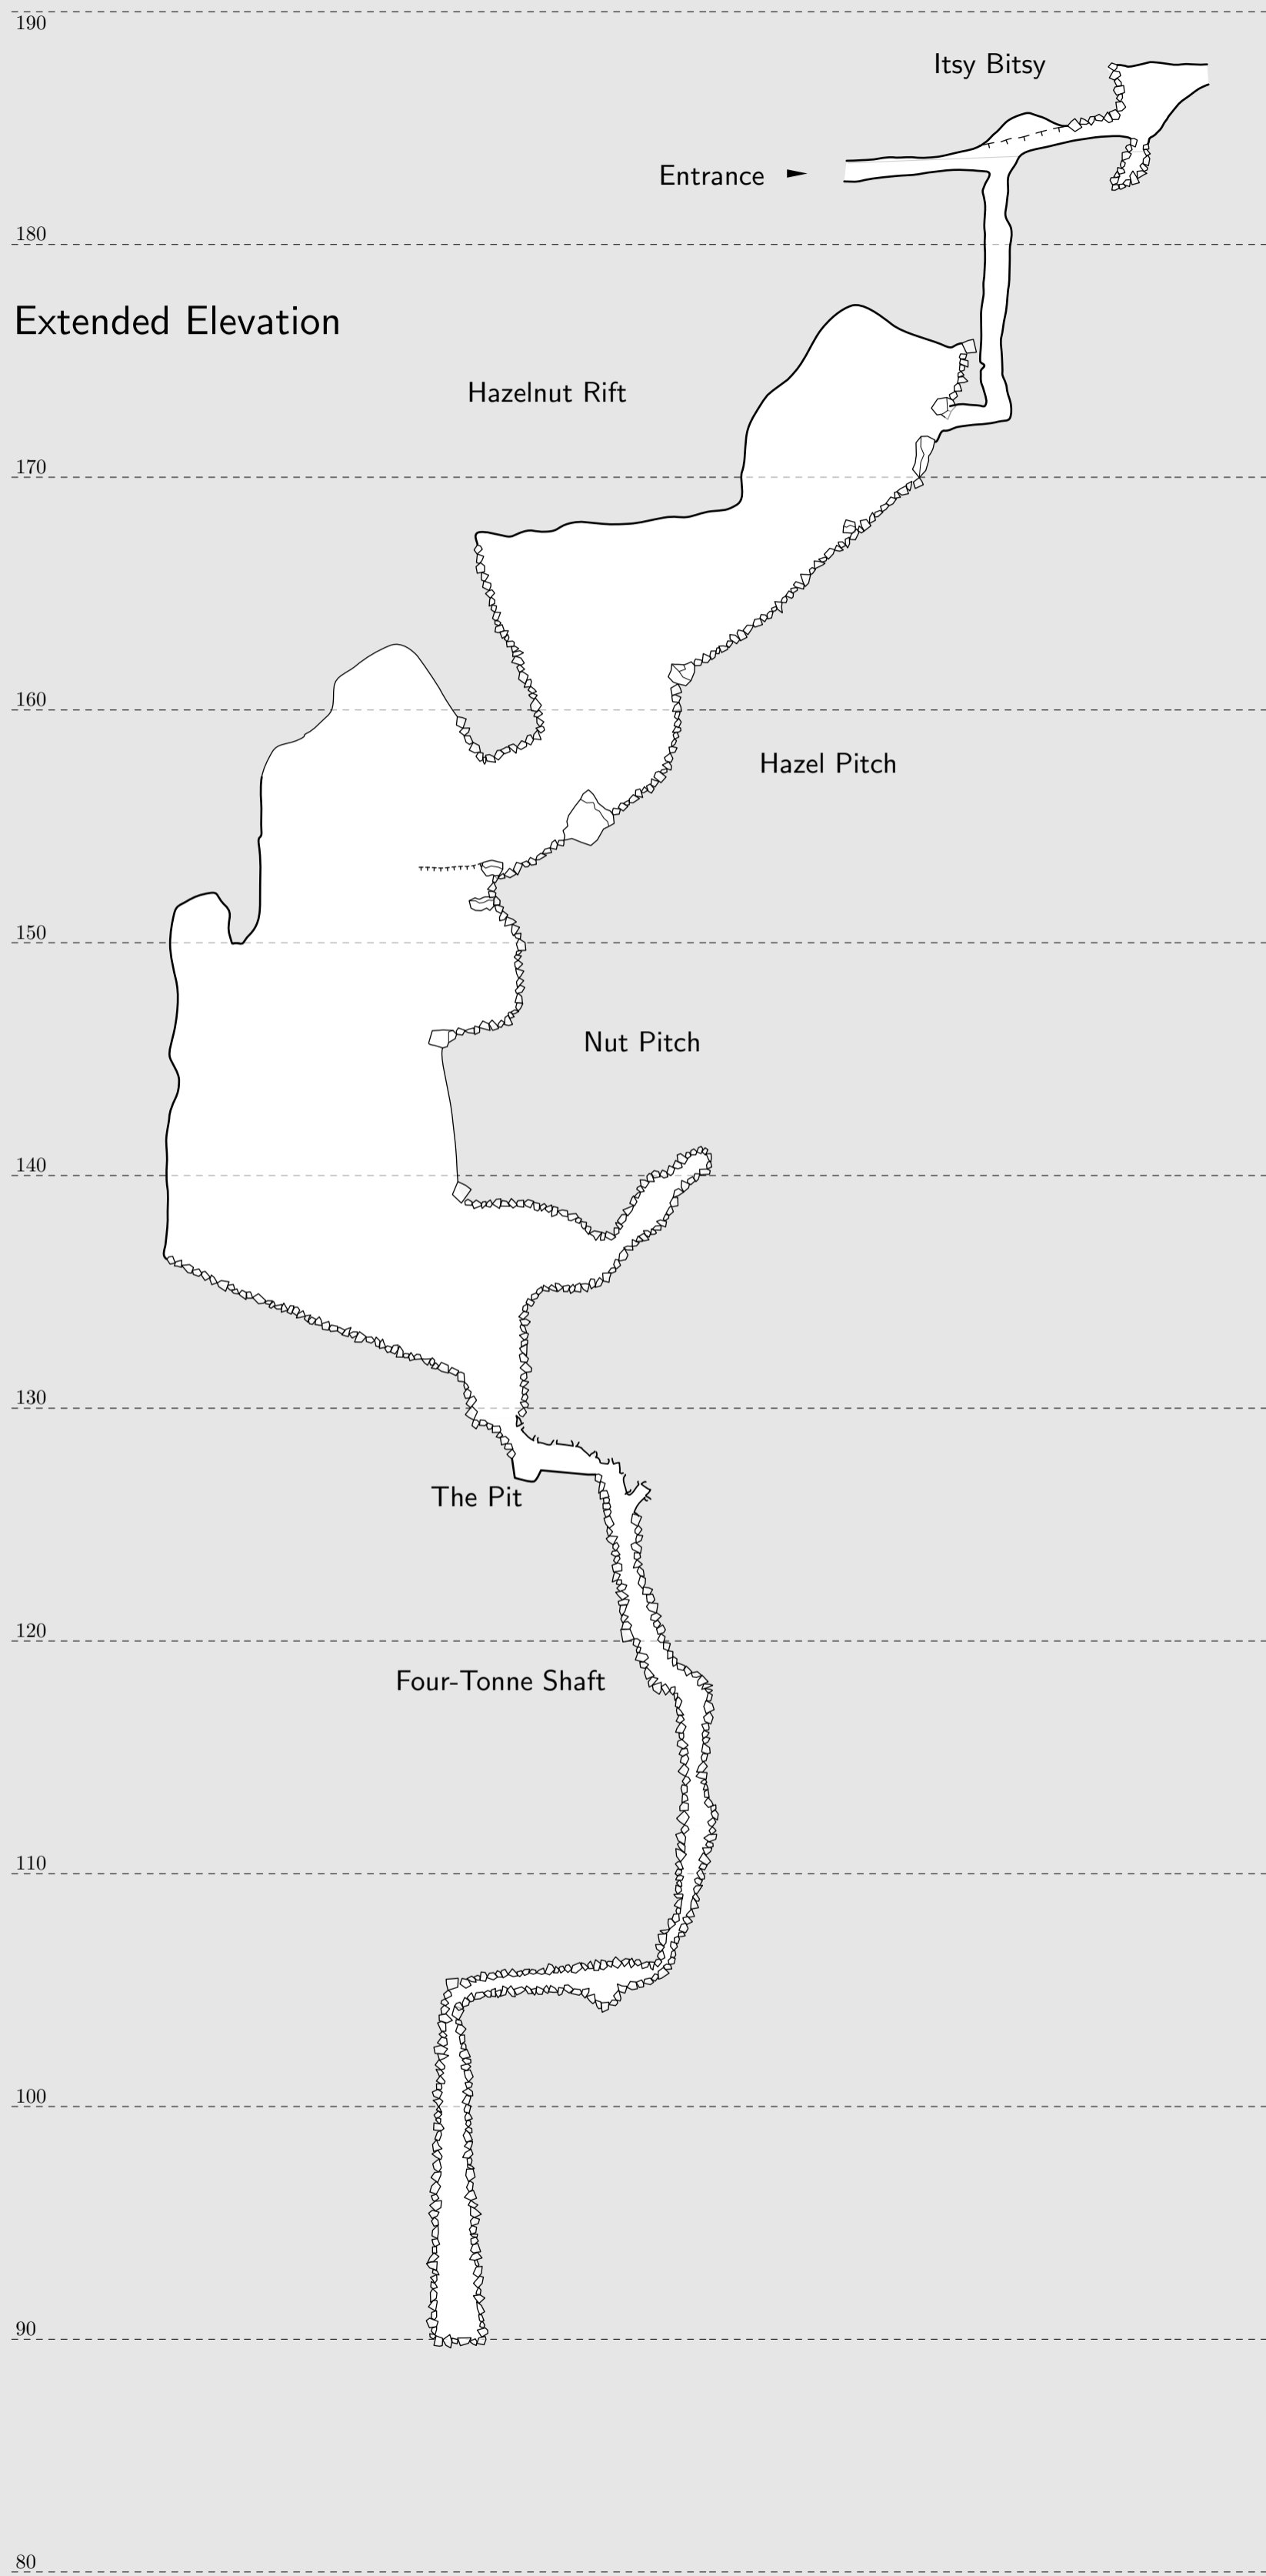 190
Itsy Bitsy
Entrance
180
Extended Elevation
Hazelnut Rift
170
160
Hazel Pitch
150
Nut Pitch
140
130
The Pit
120
Four-Tonne Shaft
110
100
90
80